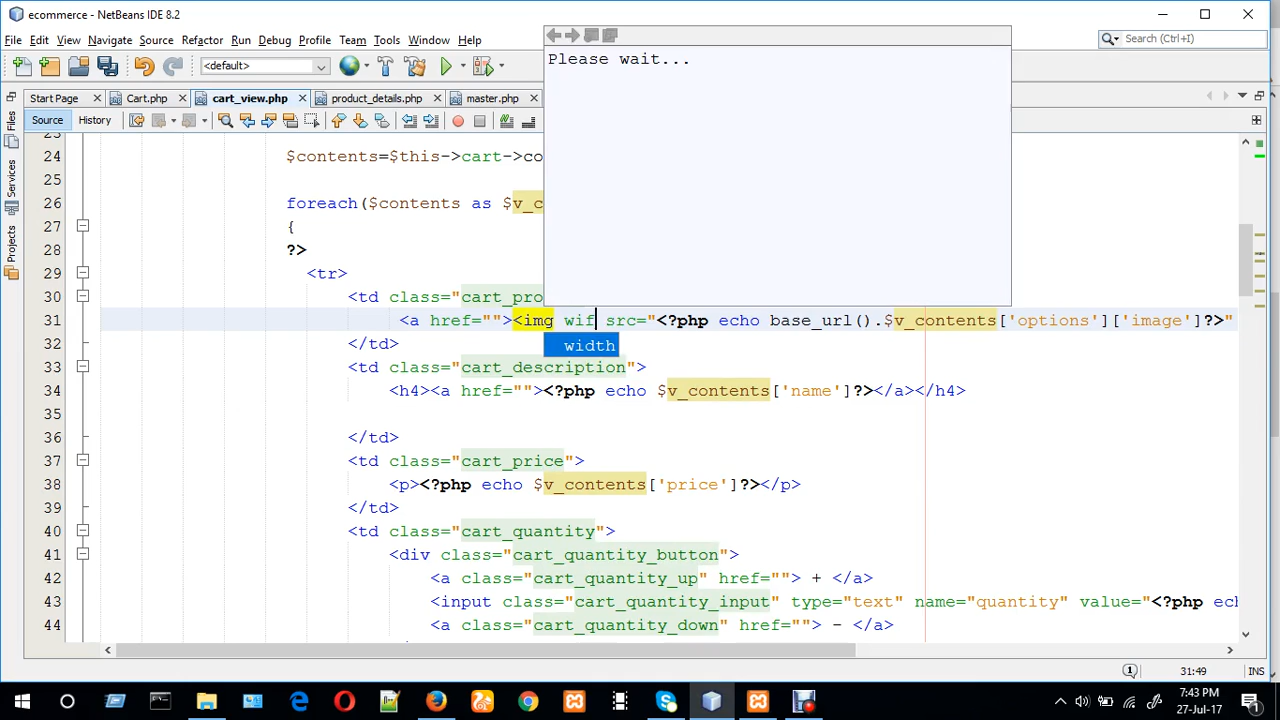 ecommerce - NetBeans IDE 8.2
File Edit View Navigate Source Refactor Run Debug Profile Team Tools Window Help
Search (Ctrl+I)
<default>
Start Page Cart.php cart_view.php product_details.php master.php
Source History
Please wait...
Files
Services
Projects
24 $contents=$this->cart->co
25
26 foreach($contents as $v_c
27 {
28 ?>
29 <tr>
30 <td class="cart_pro
31 <a href=""><img wif src="<?php echo base_url().$v_contents['options']['image']?>"
width
32 </td>
33 <td class="cart_description">
34 <h4><a href=""><?php echo $v_contents['name']?></a></h4>
35
36 </td>
37 <td class="cart_price">
38 <p><?php echo $v_contents['price']?></p>
39 </td>
40 <td class="cart_quantity">
41 <div class="cart_quantity_button">
42 <a class="cart_quantity_up" href=""> + </a>
43 <input class="cart_quantity_input" type="text" name="quantity" value="<?php ech
44 <a class="cart_quantity_down" href=""> - </a>
31:49 INS
7:43 PM
27-Jul-17